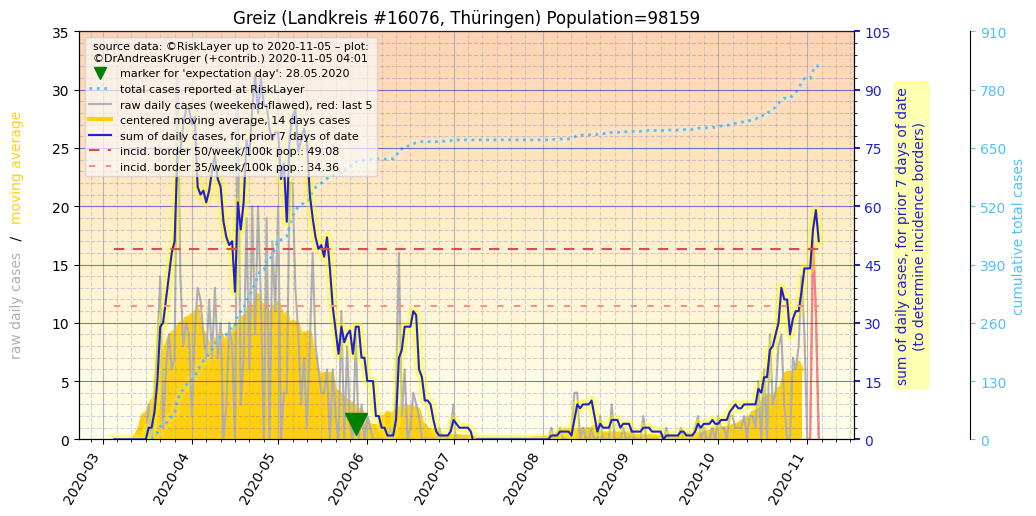 Greiz (Landkreis #16076, Thüringen) Population=98159
source data: ©RiskLayer up to 2020-11-05 – plot:
©DrAndreasKruger (+contrib.) 2020-11-05 04:01
marker for 'expectation day': 28.05.2020
total cases reported at RiskLayer
raw daily cases (weekend-flawed), red: last 5
centered moving average, 14 days cases
sum of daily cases, for prior 7 days of date
incid. border 50/week/100k pop.: 49.08
incid. border 35/week/100k pop.: 34.36
raw daily cases / moving average
35
30
25
20
15
10
5
0
2020-03
2020-04
2020-05
2020-06
2020-07
2020-08
2020-09
2020-10
2020-11
105
90
75
60
45
30
15
0
sum of daily cases, for prior 7 days of date
(to determine incidence borders)
910
780
650
520
390
260
130
0
cumulative total cases